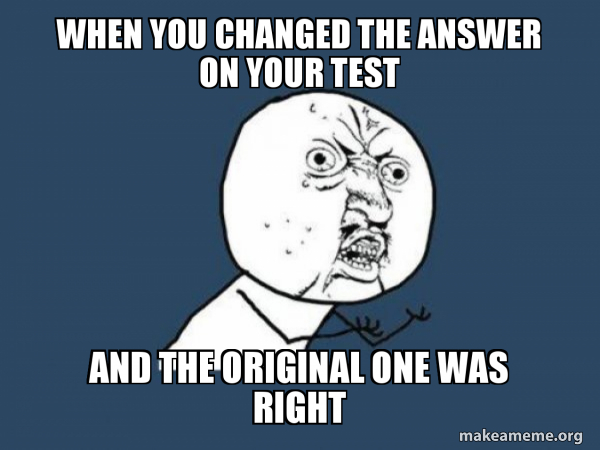 WHEN YOU CHANGED THE ANSWER
ON YOUR TEST
AND THE ORIGINAL ONE WAS
RIGHT
makeameme.org